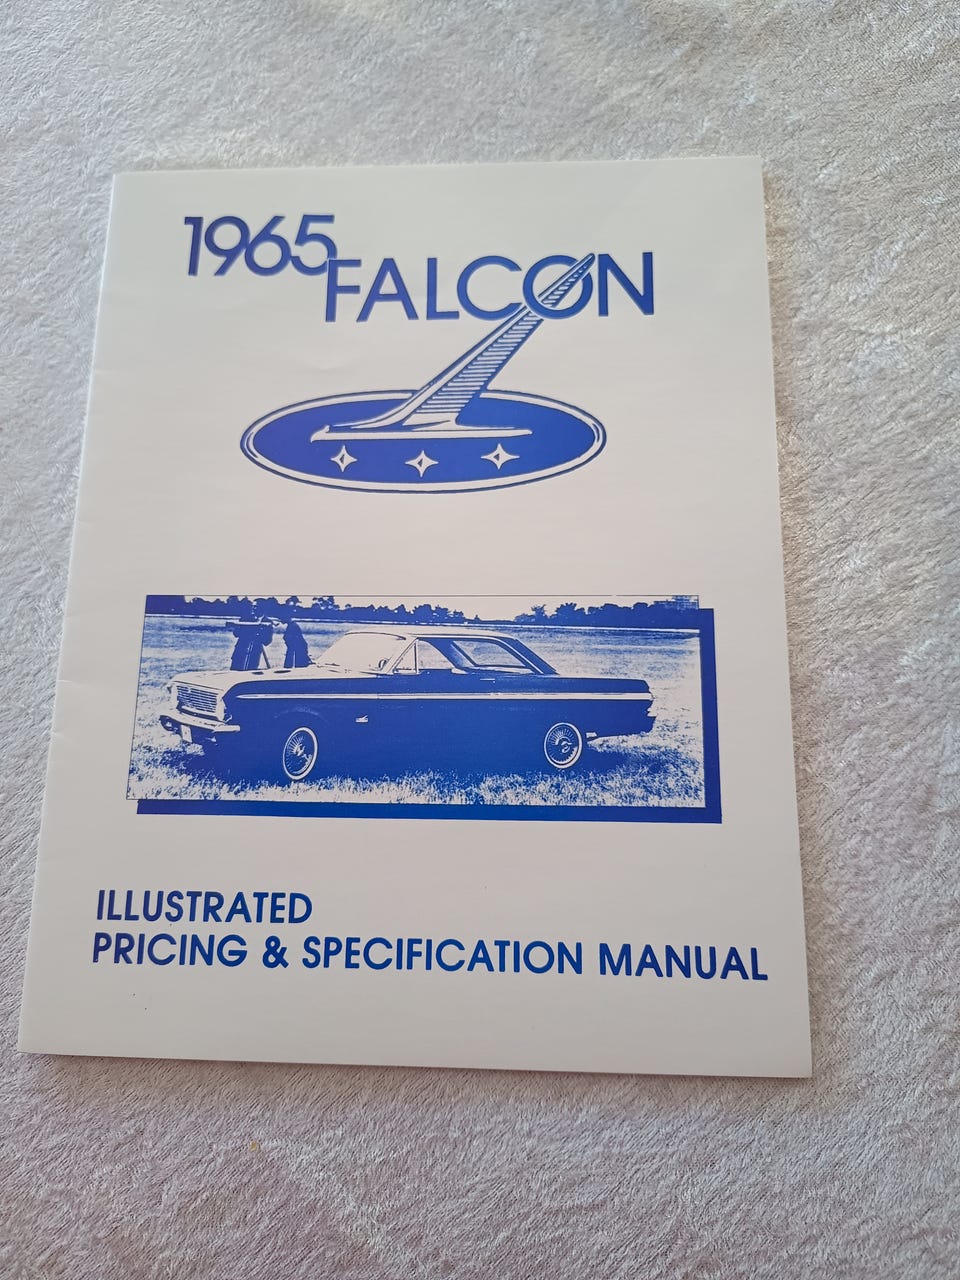 1965
FALCON
ILLUSTRATED
PRICING & SPECIFICATION MANUAL